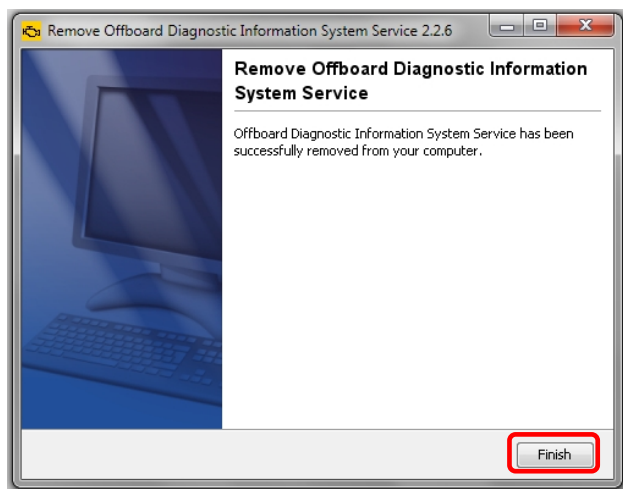 Remove Offboard Diagnostic Information System Service 2.2.6
Remove Offboard Diagnostic Information
System Service
Offboard Diagnostic Information System Service has been
successfully removed from your computer.
Finish